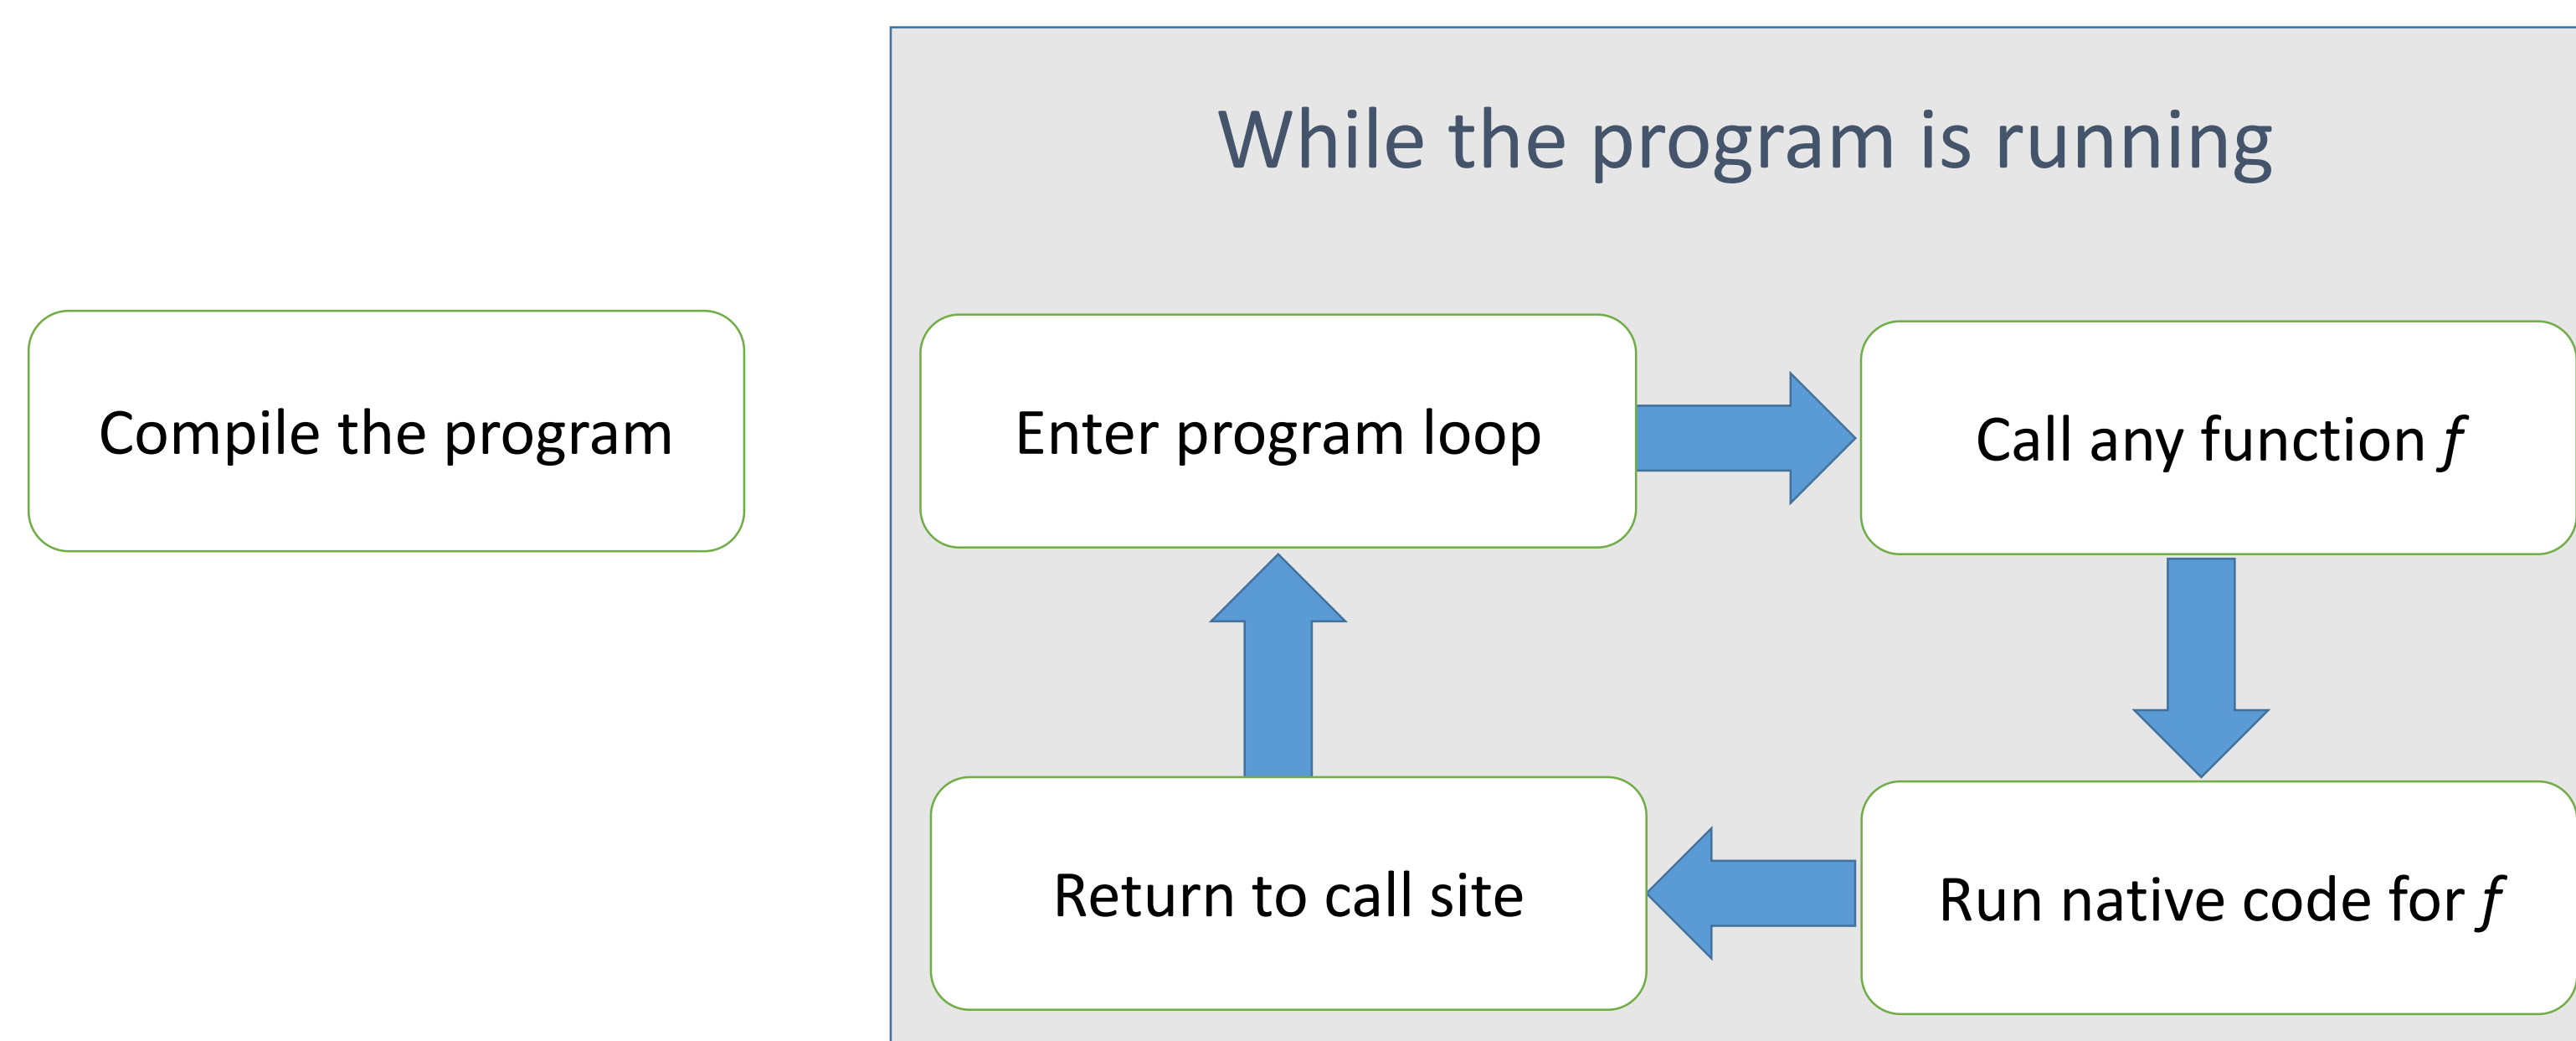 While the program is running
Compile the program
Enter program loop
Call any function f
Return to call site
Run native code for f